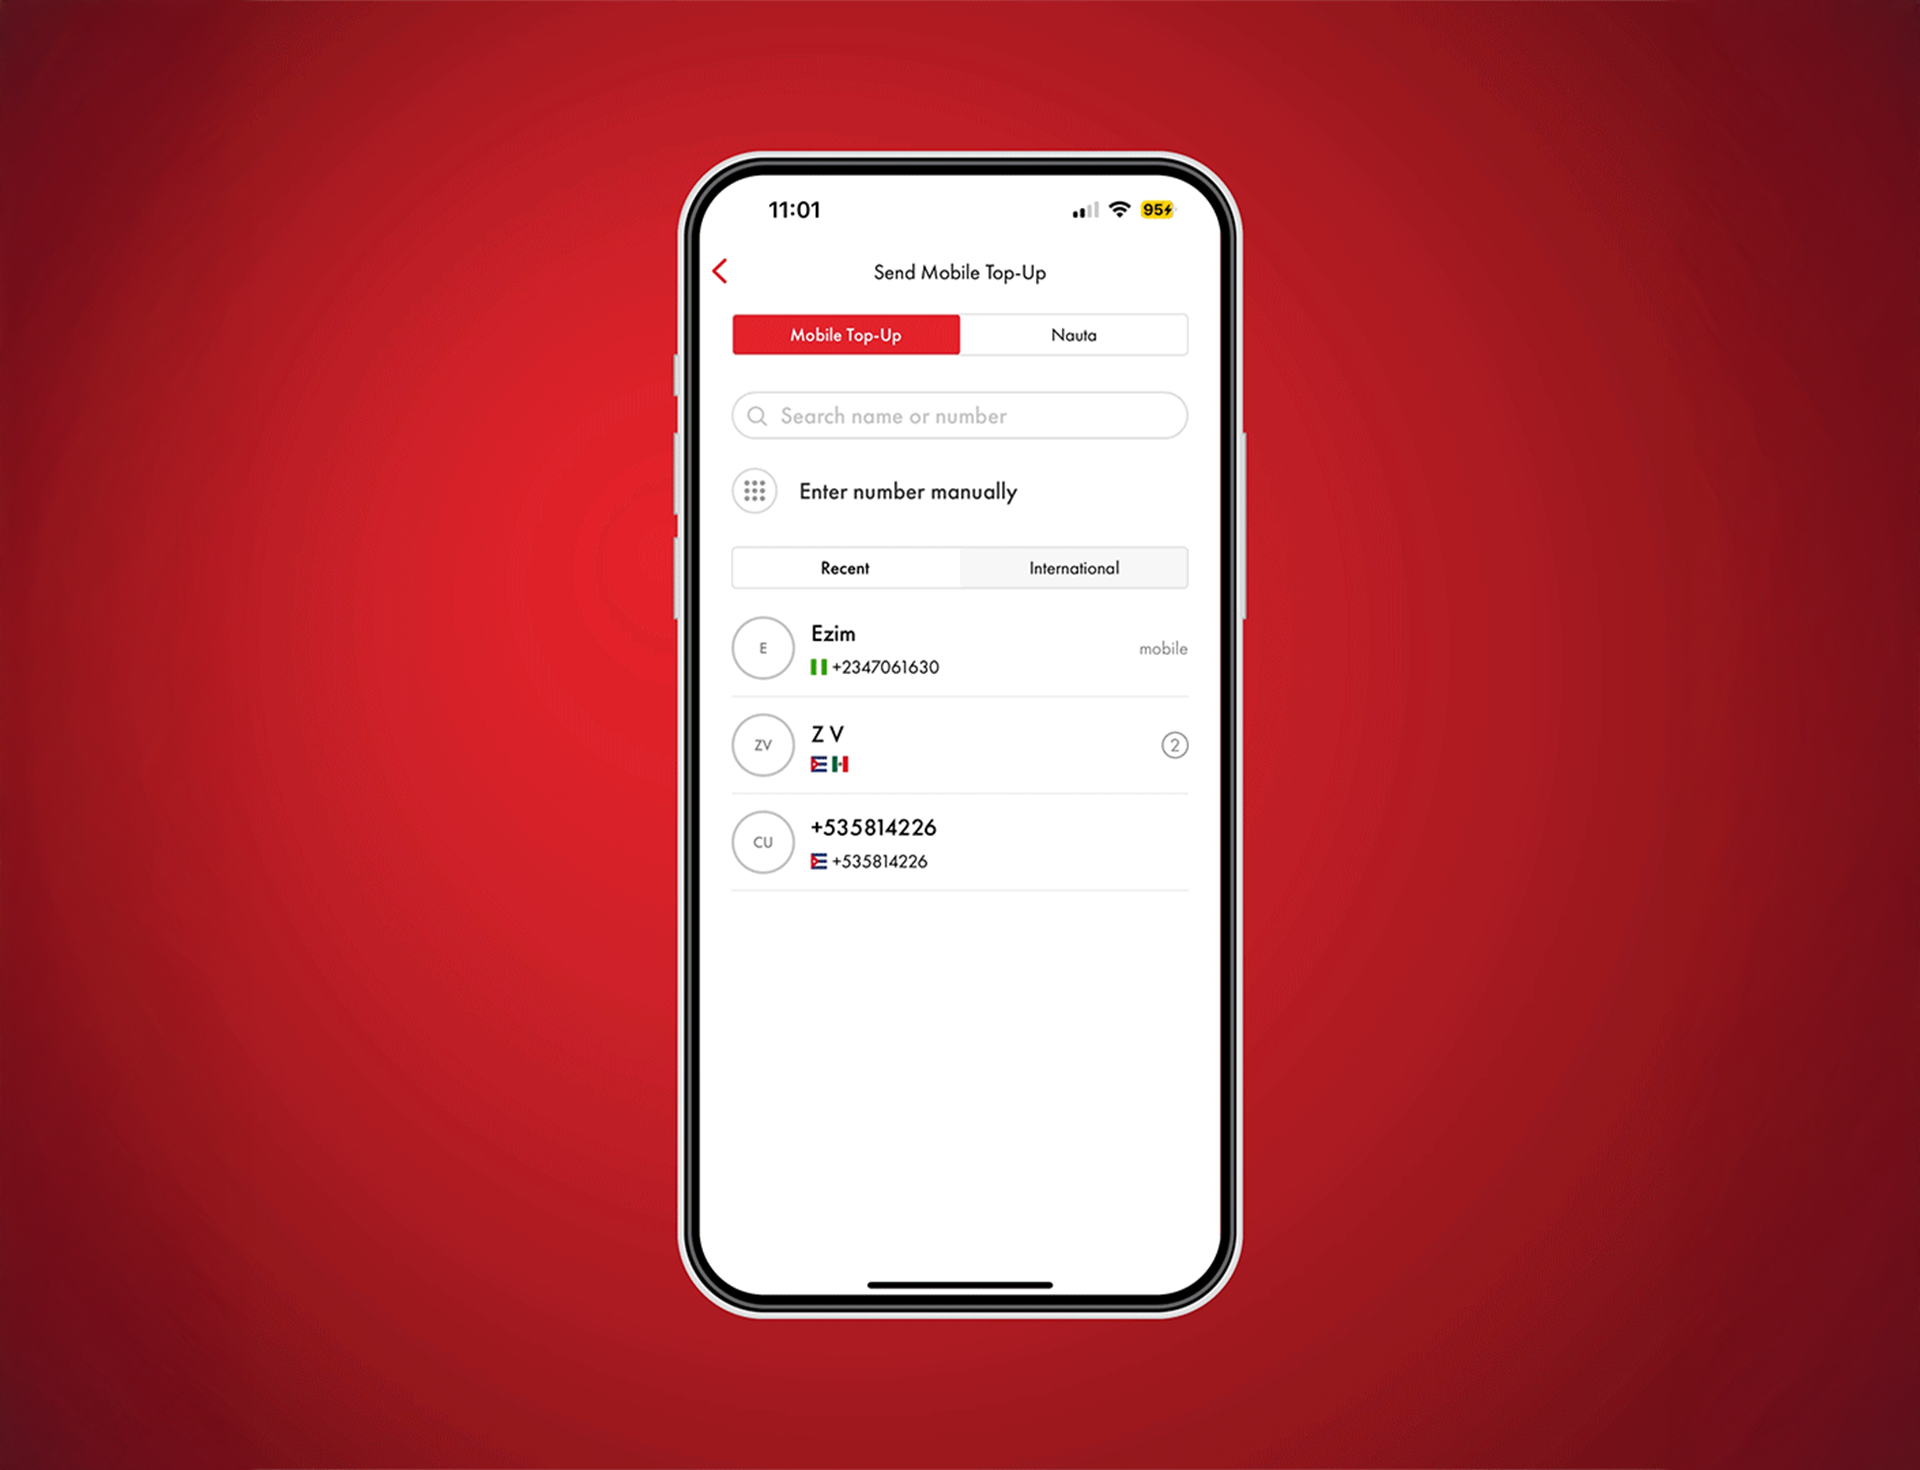 11:01
95
Send Mobile Top-Up
Mobile Top-Up Nauta
Search name or number
Enter number manually
Recent International
E Ezim mobile
+2347061630
ZV Z V 2
CU +535814226
+535814226